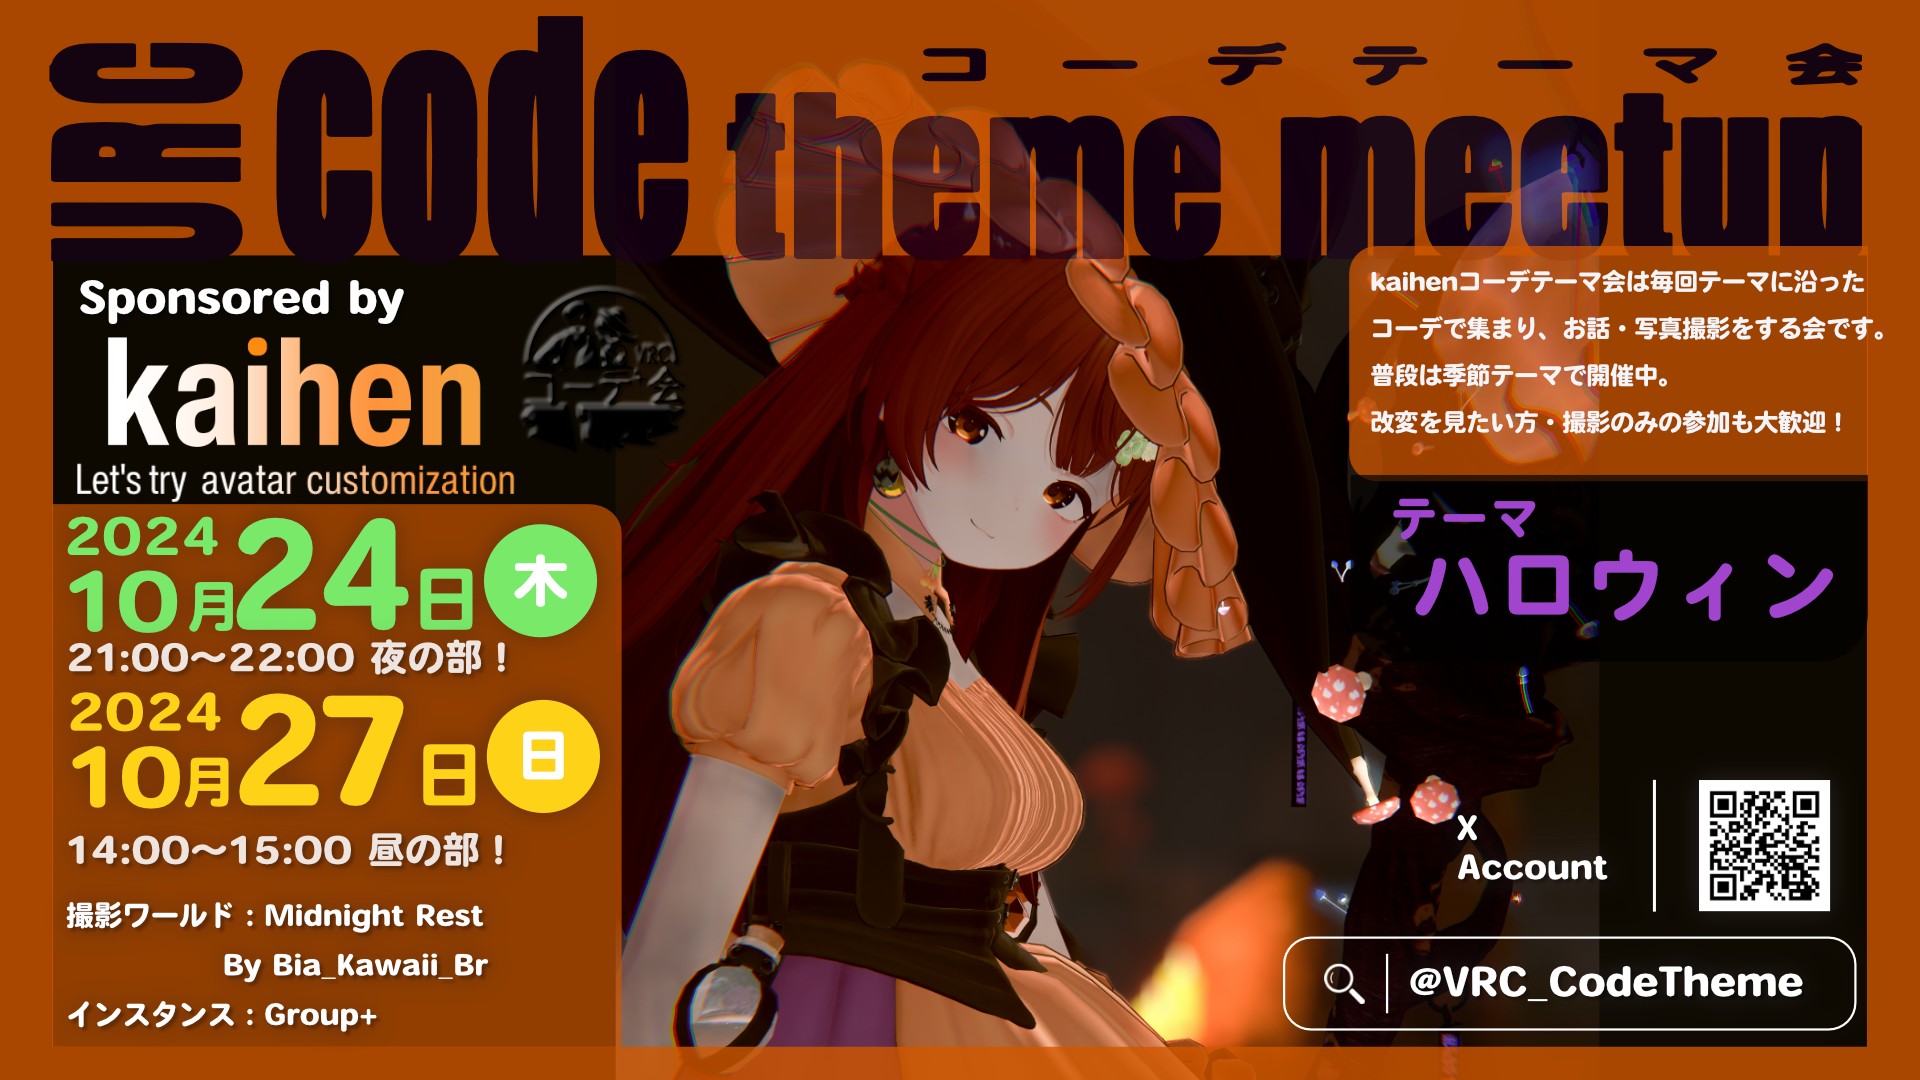 VRC code theme meetup
コーデテーマ会
Sponsored by
kaihen
Let's try avatar customization
VRC
コーデ会
2024
10月24日 木
21:00～22:00 夜の部！
2024
10月27日 日
14:00～15:00 昼の部！
撮影ワールド：Midnight Rest
By Bia_Kawaii_Br
インスタンス：Group+
kaihenコーデテーマ会は毎回テーマに沿った
コーデで集まり、お話・写真撮影をする会です。
普段は季節テーマで開催中。
改変を見たい方・撮影のみの参加も大歓迎！
テーマ
ハロウィン
X
Account
@VRC_CodeTheme